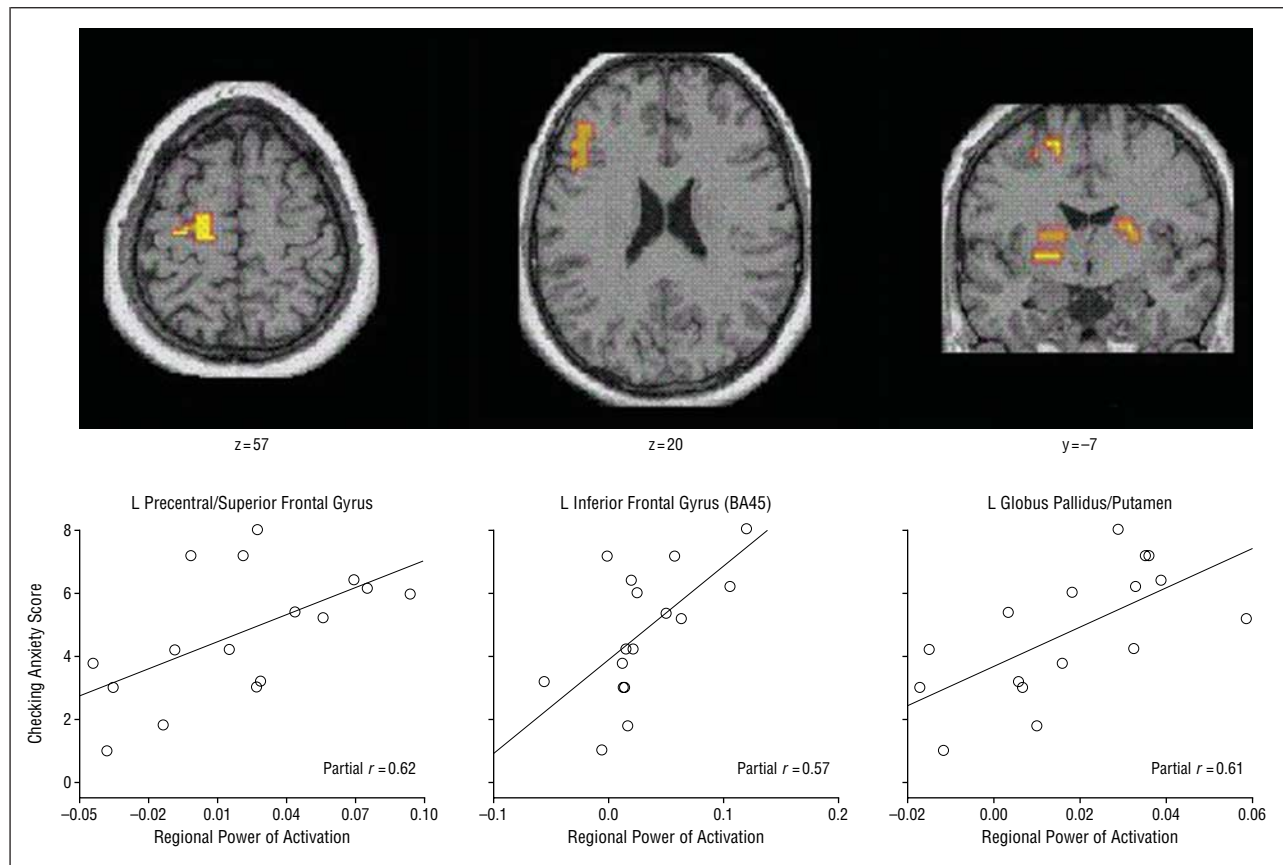 z=57
z=20
y=–7
L Precentral/Superior Frontal Gyrus
L Inferior Frontal Gyrus (BA45)
L Globus Pallidus/Putamen
Checking Anxiety Score
8
6
4
2
0
Partial r=0.62
Partial r=0.57
Partial r=0.61
–0.05 –0.02 0.01 0.04 0.07 0.10
–0.1 0.0 0.1 0.2
–0.02 0.00 0.02 0.04 0.06
Regional Power of Activation
Regional Power of Activation
Regional Power of Activation